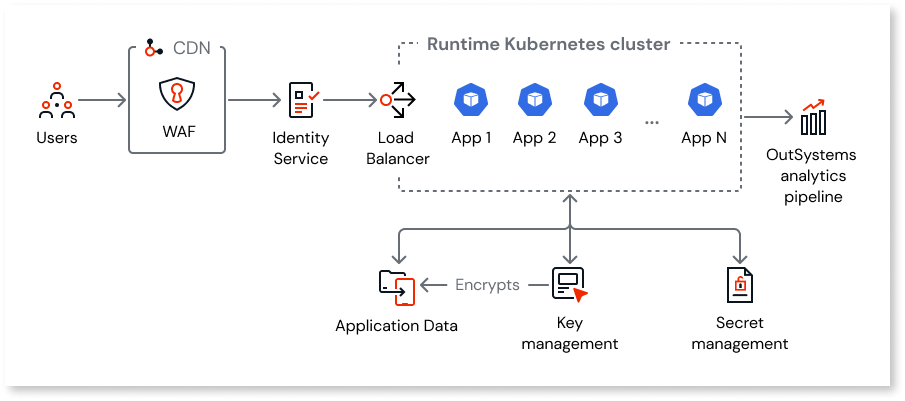 CDN
Runtime Kubernetes cluster
Users
WAF
Identity
Service
Load
Balancer
App 1
App 2
App 3
...
App N
OutSystems
analytics
pipeline
Encrypts
Application Data
Key
management
Secret
management